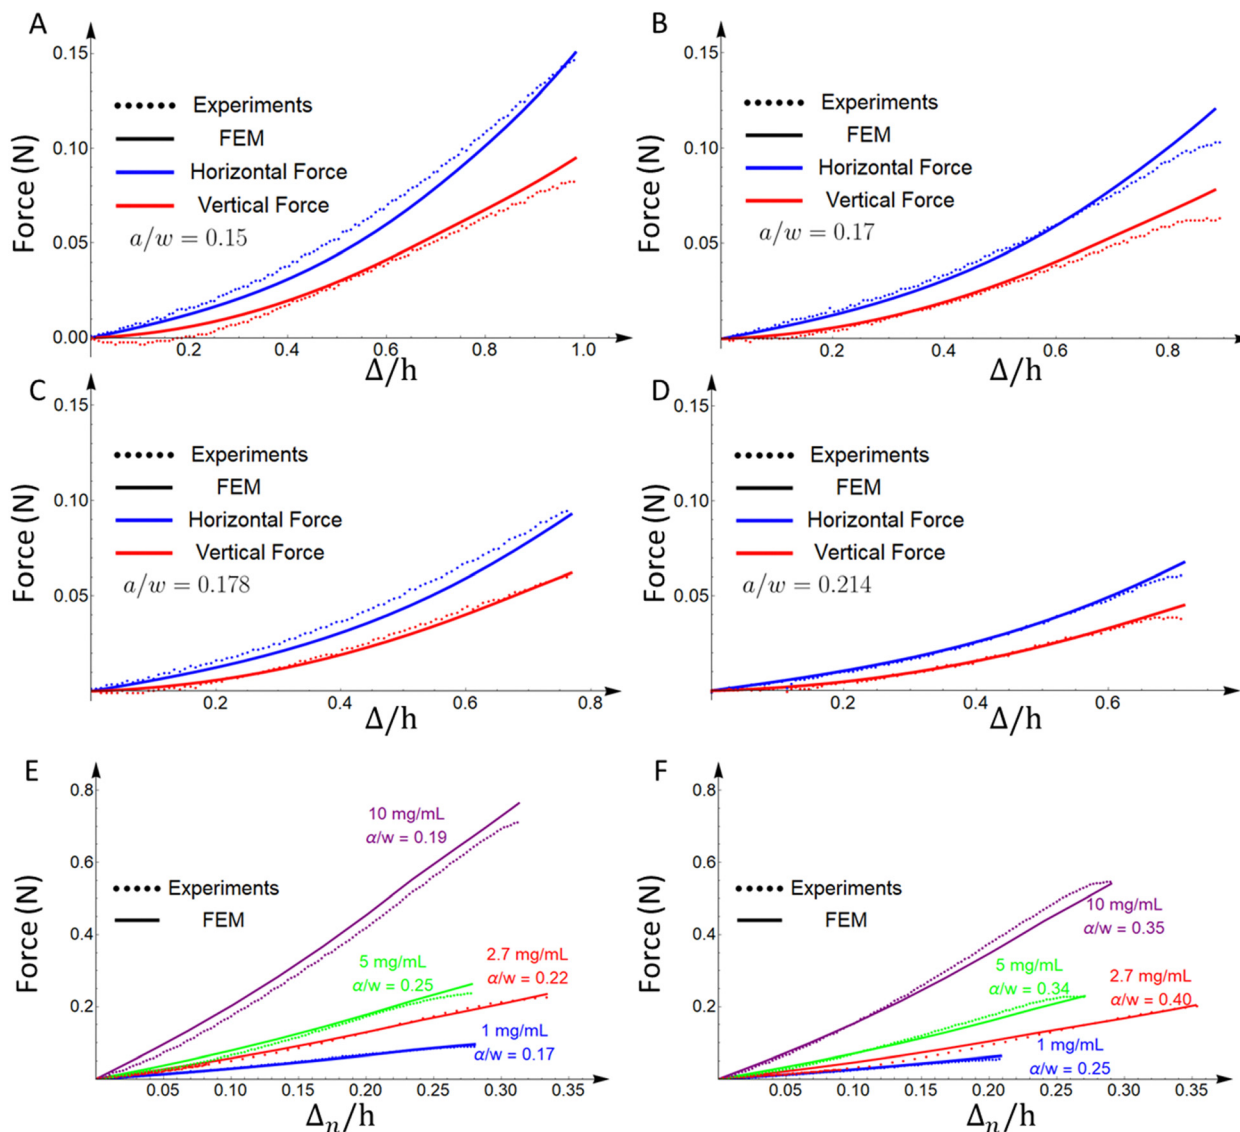 A
Force (N)
0.15
0.10
0.05
0.00
Experiments
FEM
Horizontal Force
Vertical Force
a/w = 0.15
0.2 0.4 0.6 0.8 1.0
Δ/h
B
Force (N)
0.15
0.10
0.05
Experiments
FEM
Horizontal Force
Vertical Force
a/w = 0.17
0.2 0.4 0.6 0.8
Δ/h
C
Force (N)
0.15
0.10
0.05
Experiments
FEM
Horizontal Force
Vertical Force
a/w = 0.178
0.2 0.4 0.6 0.8
Δ/h
D
Force (N)
0.15
0.10
0.05
Experiments
FEM
Horizontal Force
Vertical Force
a/w = 0.214
0.2 0.4 0.6
Δ/h
E
Force (N)
0.8
0.6
0.4
0.2
10 mg/mL
α/w = 0.19
Experiments
FEM
5 mg/mL
α/w = 0.25
2.7 mg/mL
α/w = 0.22
1 mg/mL
α/w = 0.17
0.05 0.10 0.15 0.20 0.25 0.30 0.35
Δn/h
F
Force (N)
0.8
0.6
0.4
0.2
Experiments
FEM
10 mg/mL
α/w = 0.35
5 mg/mL
α/w = 0.34
2.7 mg/mL
α/w = 0.40
1 mg/mL
α/w = 0.25
0.05 0.10 0.15 0.20 0.25 0.30 0.35
Δn/h